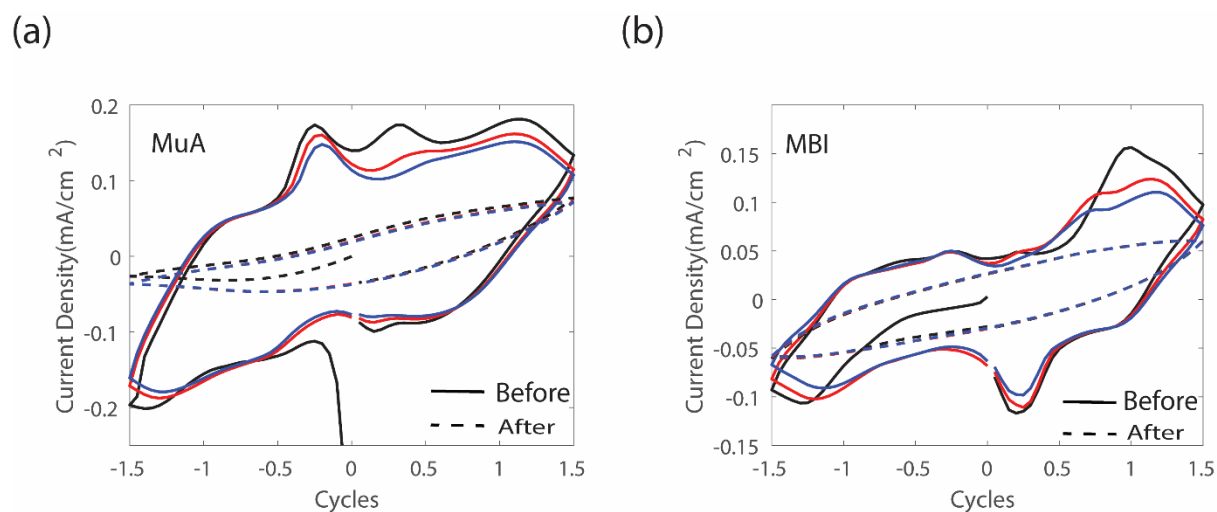 (a)
(b)
0.2
0.1
0
-0.1
-0.2
Current Density(mA/cm 2)
MuA
Before
After
-1.5 -1 -0.5 0 0.5 1 1.5
Cycles
0.15
0.1
0.05
0
-0.05
-0.1
-0.15
Current Density(mA/cm 2)
MBI
Before
After
-1.5 -1 -0.5 0 0.5 1 1.5
Cycles